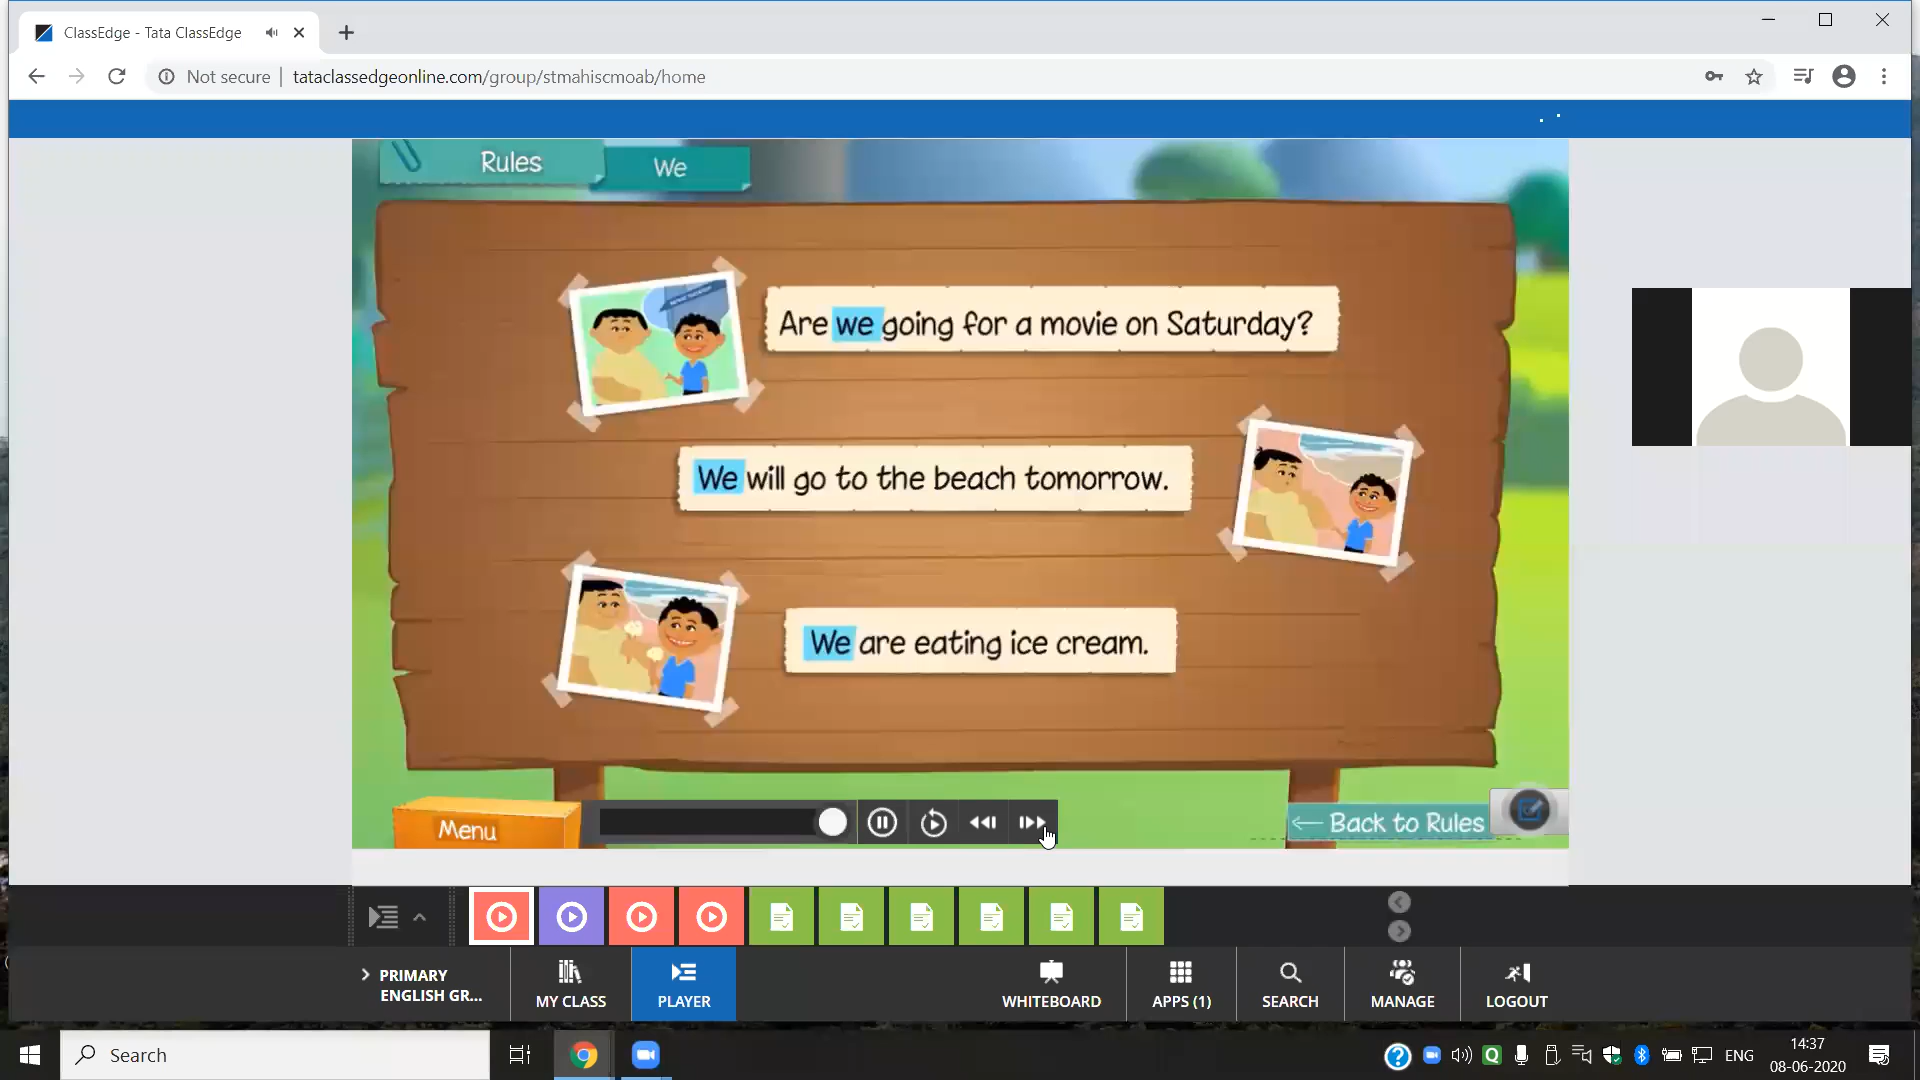 ClassEdge - Tata ClassEdge
Not secure | tataclassedgeonline.com/group/stmahiscmoab/home
Rules
We
Are we going for a movie on Saturday?
We will go to the beach tomorrow.
We are eating ice cream.
Menu
← Back to Rules
PRIMARY
ENGLISH GR...
MY CLASS
PLAYER
WHITEBOARD
APPS (1)
SEARCH
MANAGE
LOGOUT
Search
ENG
14:37
08-06-2020